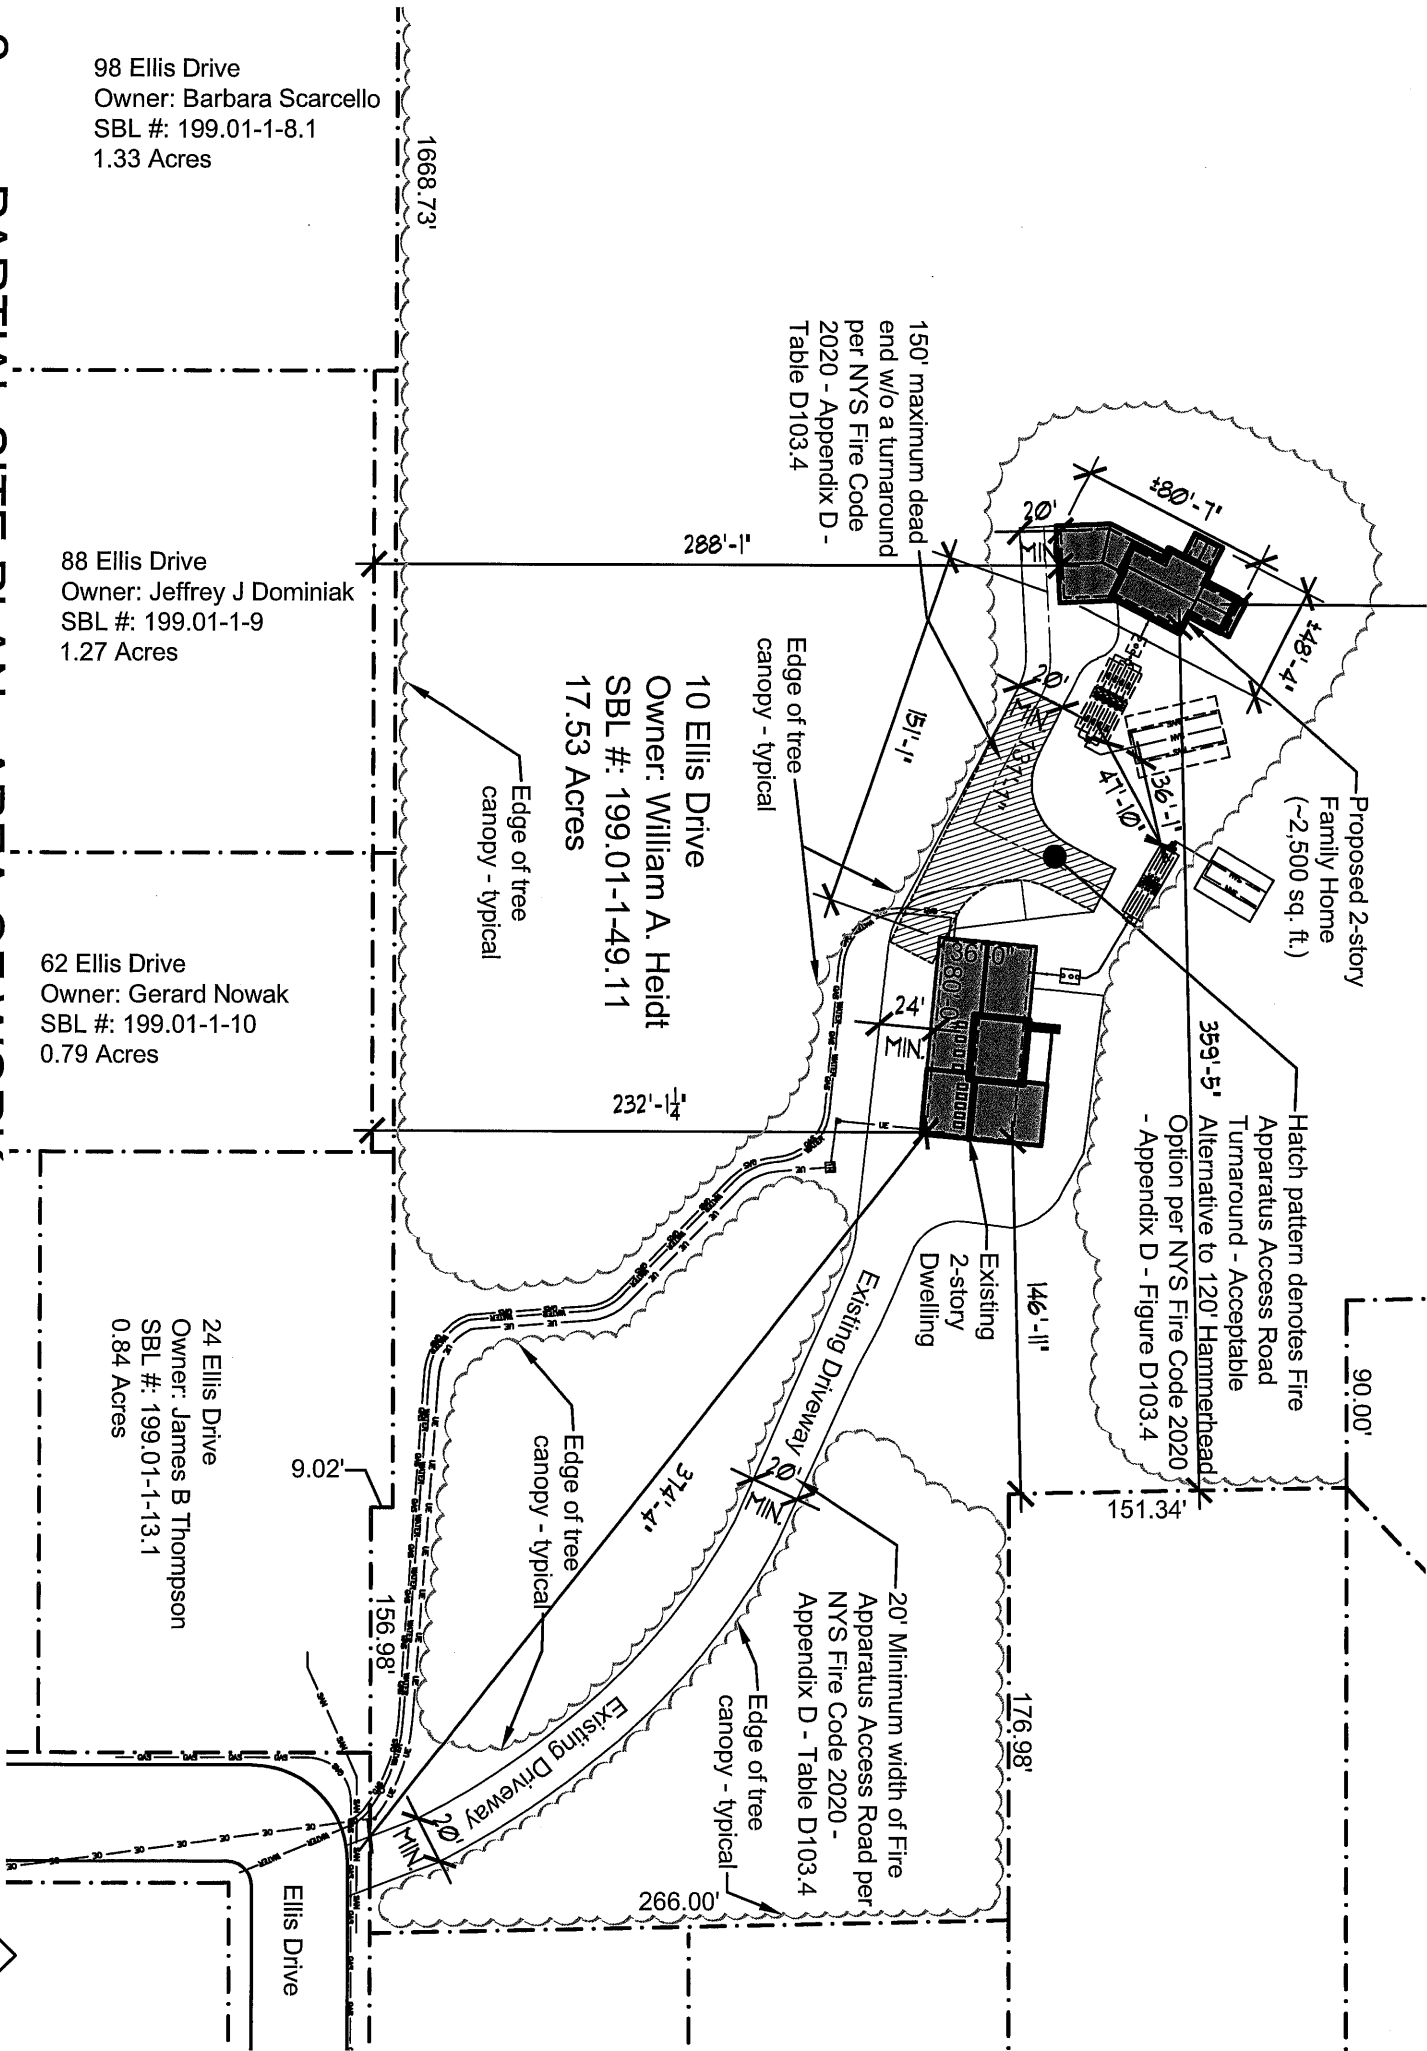 98 Ellis Drive
Owner: Barbara Scarcello
SBL #: 199.01-1-8.1
1.33 Acres
88 Ellis Drive
Owner: Jeffrey J Dominiak
SBL #: 199.01-1-9
1.27 Acres
62 Ellis Drive
Owner: Gerard Nowak
SBL #: 199.01-1-10
0.79 Acres
24 Ellis Drive
Owner: James B Thompson
SBL #: 199.01-1-13.1
0.84 Acres
10 Ellis Drive
Owner: William A. Heidt
SBL #: 199.01-1-49.11
17.53 Acres
1668.73'
150' maximum dead
end w/o a turnaround
per NYS Fire Code
2020 - Appendix D -
Table D103.4
288'-1"
±80'-7"
±48'-4"
20'
MIN.
20'
MIN.
137'-7"
151'-1"
47'-10"
36'-1"
Proposed 2-story
Family Home
(~2,500 sq. ft.)
Edge of tree
canopy - typical
Edge of tree
canopy - typical
359'-5"
Hatch pattern denotes Fire
Apparatus Access Road
Turnaround - Acceptable
Alternative to 120' Hammerhead
Option per NYS Fire Code 2020
- Appendix D - Figure D103.4
24'
MIN.
232'-1¼"
Existing
2-story
Dwelling
146'-11"
90.00'
151.34'
Existing Driveway
20'
MIN.
374'-4"
Edge of tree
canopy - typical
20' Minimum width of Fire
Apparatus Access Road per
NYS Fire Code 2020 -
Appendix D - Table D103.4
Edge of tree
canopy - typical
176.98'
266.00'
9.02'
156.98'
Existing Driveway
20'
MIN.
Ellis Drive
UE
GAS
WATER
SAN
OE